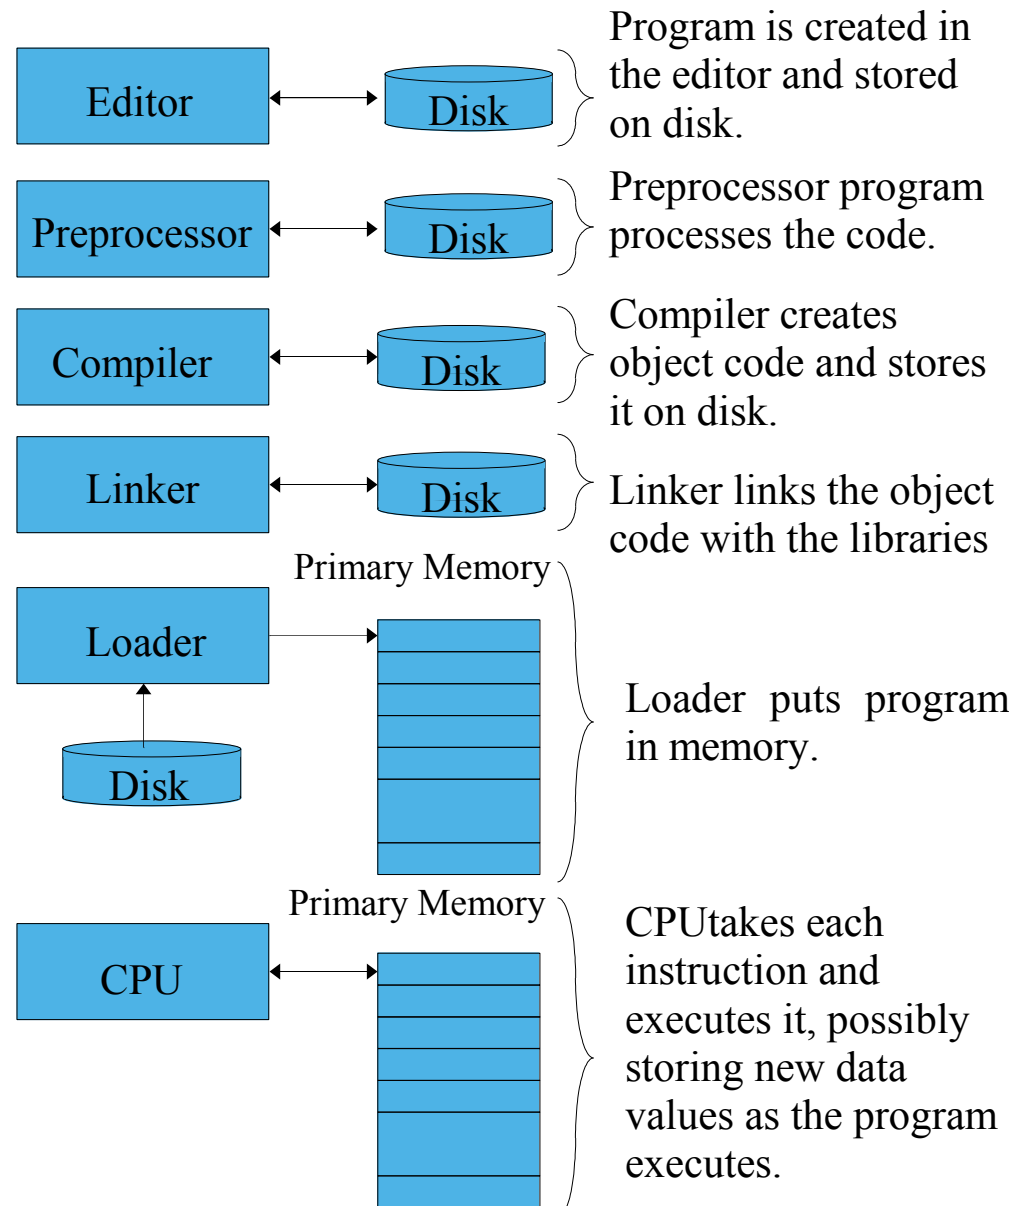 Editor
Disk
Program is created in
the editor and stored
on disk.
Preprocessor
Disk
Preprocessor program
processes the code.
Compiler
Disk
Compiler creates
object code and stores
it on disk.
Linker
Disk
Linker links the object
code with the libraries
Primary Memory
Loader
Disk
Loader puts program
in memory.
Primary Memory
CPU
CPUtakes each
instruction and
executes it, possibly
storing new data
values as the program
executes.